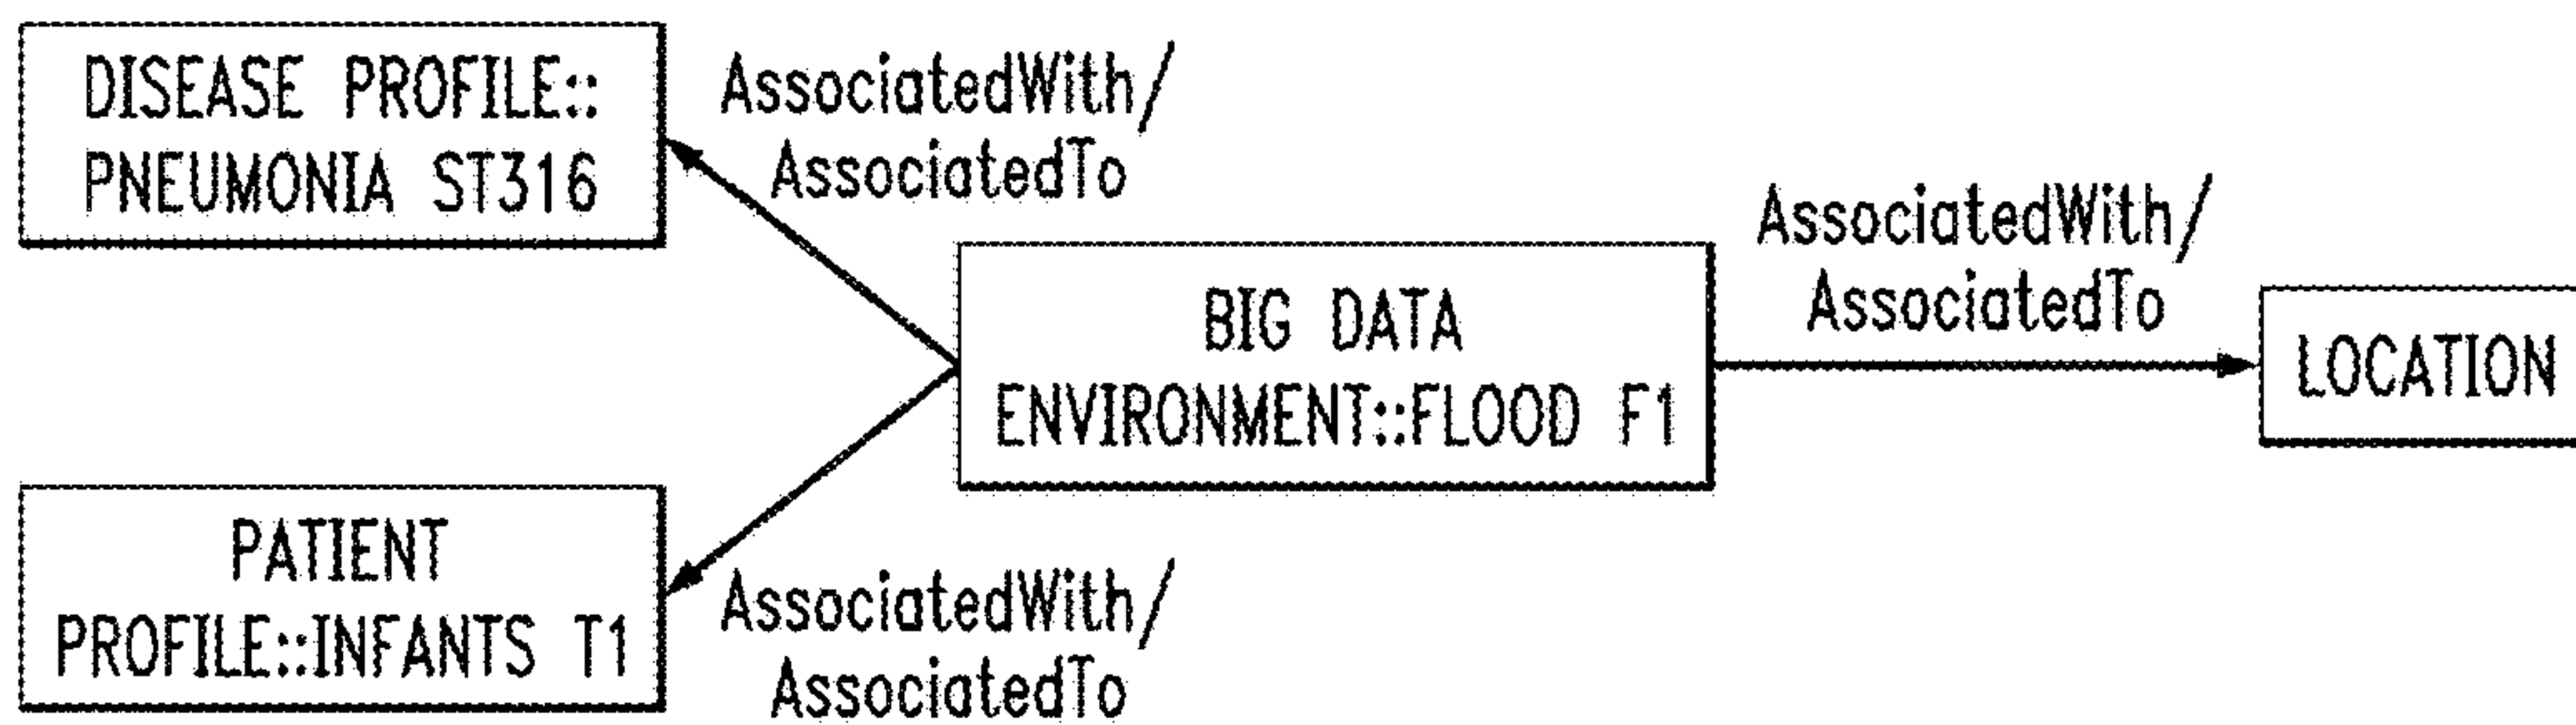 DISEASE PROFILE::
PNEUMONIA ST316
AssociatedWith/
AssociatedTo
BIG DATA
ENVIRONMENT::FLOOD F1
AssociatedWith/
AssociatedTo
LOCATION
PATIENT
PROFILE::INFANTS T1
AssociatedWith/
AssociatedTo